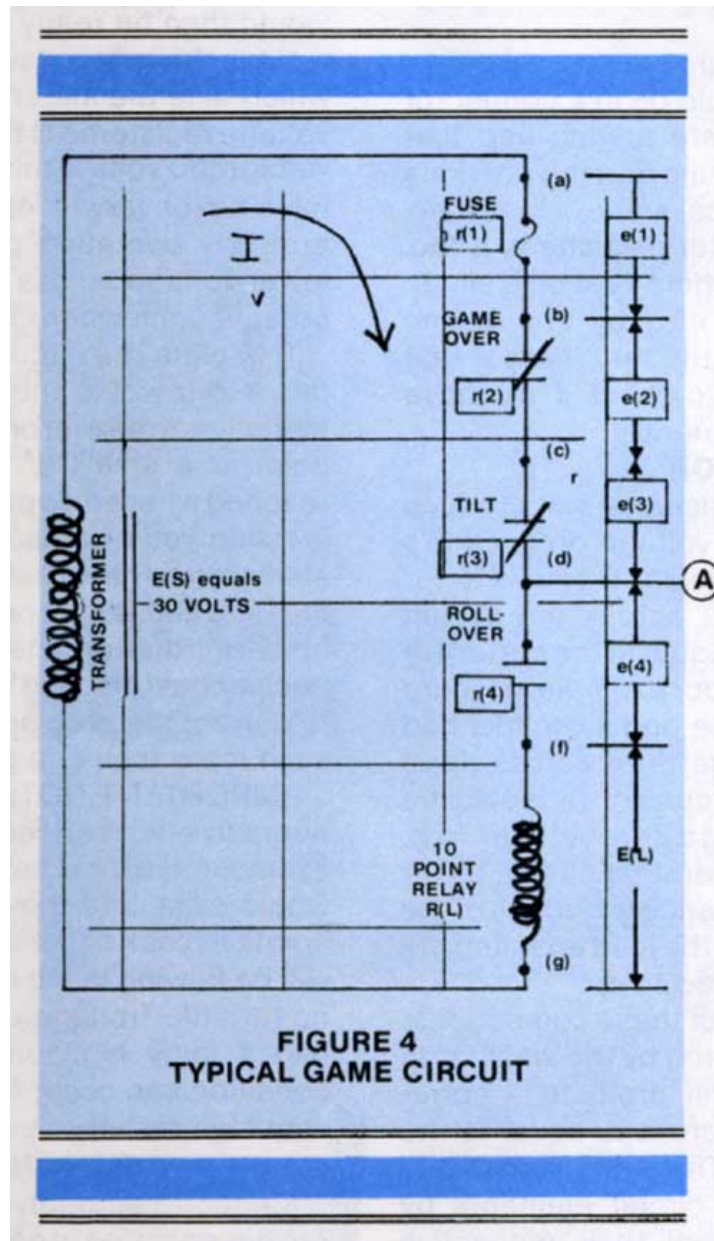 (a)
FUSE
r(1)
e(1)
I
v
(b)
GAME
OVER
r(2)
e(2)
(c)
r
TILT
e(3)
r(3)
(d)
A
TRANSFORMER
E(S) equals
30 VOLTS
ROLL-
OVER
r(4)
e(4)
(f)
10
POINT
RELAY
R(L)
E(L)
(g)
FIGURE 4
TYPICAL GAME CIRCUIT